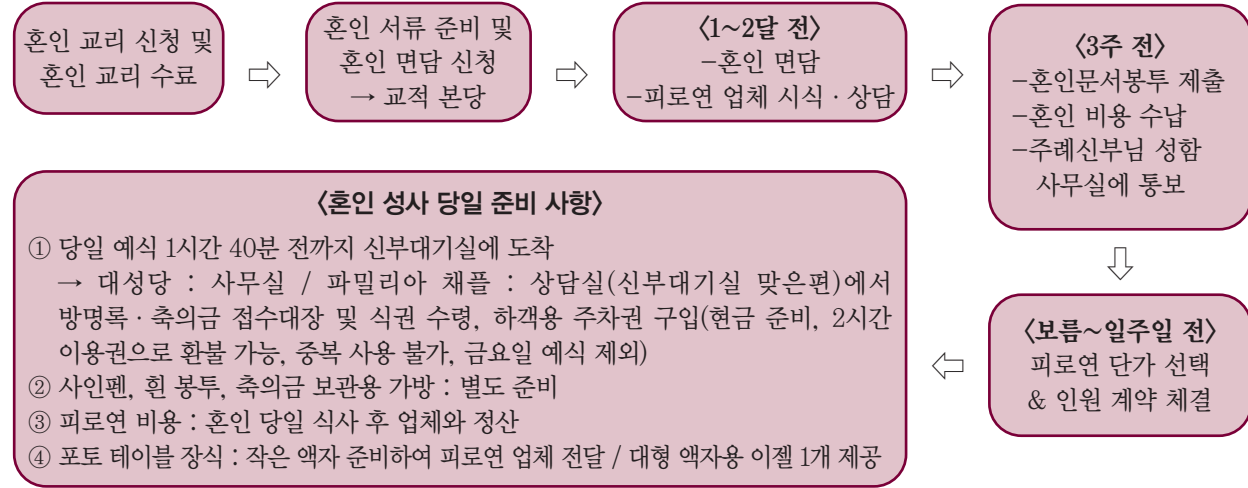 혼인 교리 신청 및
혼인 교리 수료
⇨
혼인 서류 준비 및
혼인 면담 신청
→ 교적 본당
⇨
〈1~2달 전〉
-혼인 면담
-피로연 업체 시식 · 상담
⇨
〈3주 전〉
-혼인문서봉투 제출
-혼인 비용 수납
-주례신부님 성함
사무실에 통보
⇩
〈보름~일주일 전〉
피로연 단가 선택
& 인원 계약 체결
⇦
〈혼인 성사 당일 준비 사항〉
① 당일 예식 1시간 40분 전까지 신부대기실에 도착
→ 대성당 : 사무실 / 파밀리아 채플 : 상담실(신부대기실 맞은편)에서
방명록 · 축의금 접수대장 및 식권 수령, 하객용 주차권 구입(현금 준비, 2시간
이용권으로 환불 가능, 중복 사용 불가, 금요일 예식 제외)
② 사인펜, 흰 봉투, 축의금 보관용 가방 : 별도 준비
③ 피로연 비용 : 혼인 당일 식사 후 업체와 정산
④ 포토 테이블 장식 : 작은 액자 준비하여 피로연 업체 전달 / 대형 액자용 이젤 1개 제공